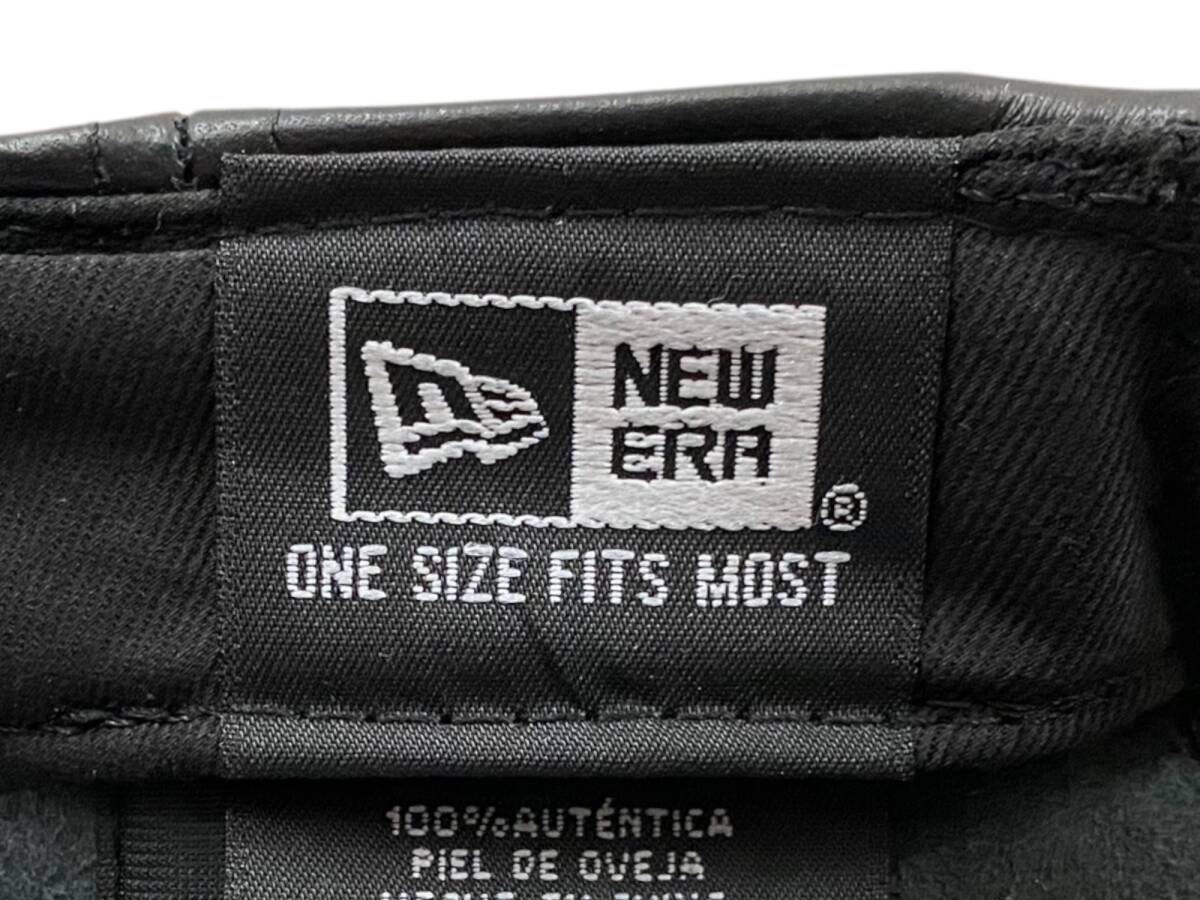 NEW
ERA
®
ONE SIZE FITS MOST
100%AUTÉNTICA
PIEL DE OVEJA